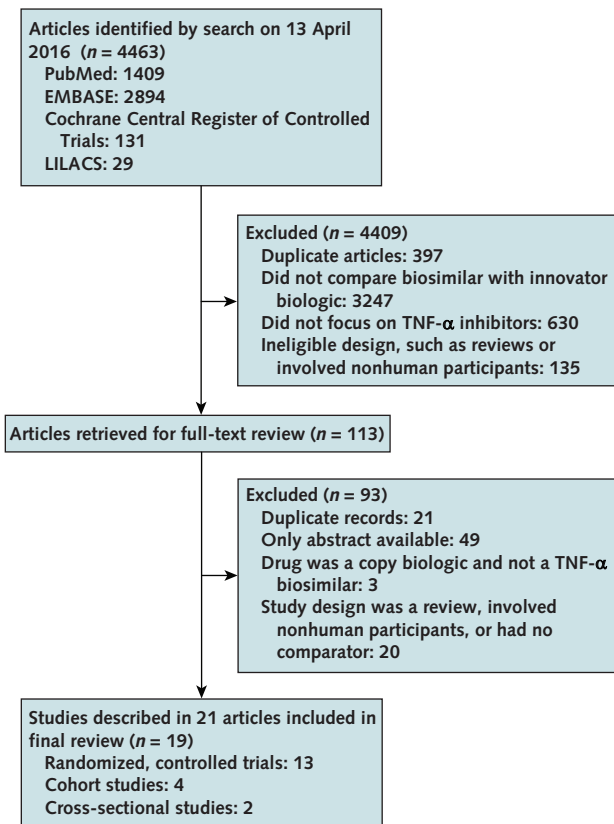 Articles identified by search on 13 April
2016 (n = 4463)
PubMed: 1409
EMBASE: 2894
Cochrane Central Register of Controlled
Trials: 131
LILACS: 29
Excluded (n = 4409)
Duplicate articles: 397
Did not compare biosimilar with innovator
biologic: 3247
Did not focus on TNF-α inhibitors: 630
Ineligible design, such as reviews or
involved nonhuman participants: 135
Articles retrieved for full-text review (n = 113)
Excluded (n = 93)
Duplicate records: 21
Only abstract available: 49
Drug was a copy biologic and not a TNF-α
biosimilar: 3
Study design was a review, involved
nonhuman participants, or had no
comparator: 20
Studies described in 21 articles included in
final review (n = 19)
Randomized, controlled trials: 13
Cohort studies: 4
Cross-sectional studies: 2